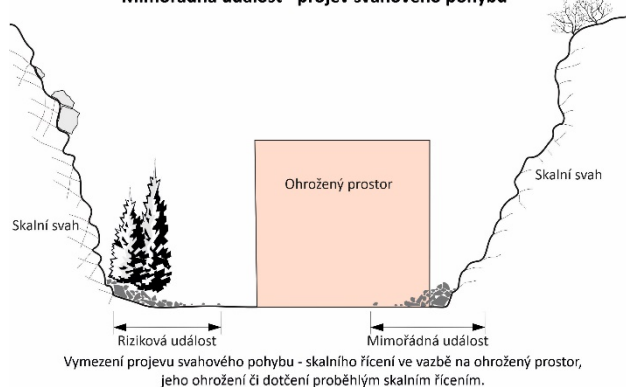 Mimořádná událost - projev svahového pohybu
Ohrožený prostor
Skalní svah
Skalní svah
Riziková událost
Mimořádná událost
Vymezení projevu svahového pohybu - skalního řícení ve vazbě na ohrožený prostor,
jeho ohrožení či dotčení proběhlým skalním řícením.